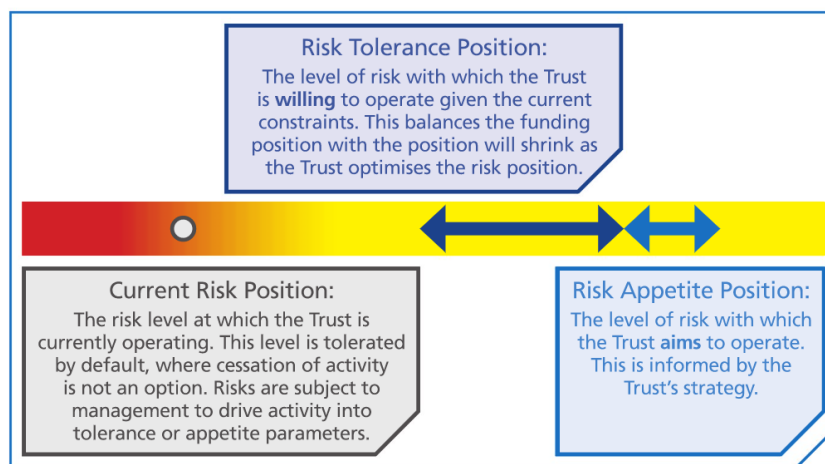 Risk Tolerance Position:
The level of risk with which the Trust
is willing to operate given the current
constraints. This balances the funding
position with the position will shrink as
the Trust optimises the risk position.
Current Risk Position:
The risk level at which the Trust is
currently operating. This level is tolerated
by default, where cessation of activity
is not an option. Risks are subject to
management to drive activity into
tolerance or appetite parameters.
Risk Appetite Position:
The level of risk with which
the Trust aims to operate.
This is informed by the
Trust's strategy.